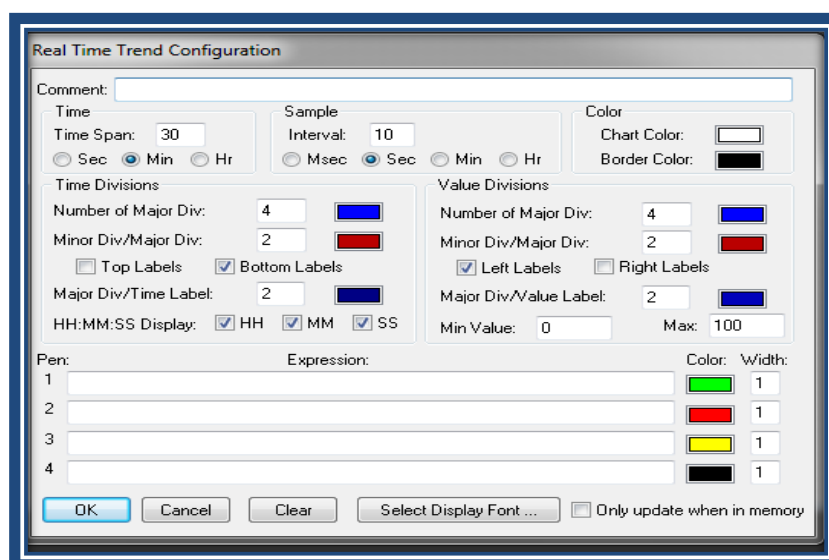 Real Time Trend Configuration
Comment:
Time
Time Span: 30
Sec Min Hr
Sample
Interval: 10
Msec Sec Min Hr
Color
Chart Color:
Border Color:
Time Divisions
Number of Major Div: 4
Minor Div/Major Div: 2
Top Labels Bottom Labels
Major Div/Time Label: 2
HH:MM:SS Display: HH MM SS
Value Divisions
Number of Major Div: 4
Minor Div/Major Div: 2
Left Labels Right Labels
Major Div/Value Label: 2
Min Value: 0 Max: 100
Pen: Expression: Color: Width:
1 1
2 1
3 1
4 1
OK Cancel Clear Select Display Font ... Only update when in memory